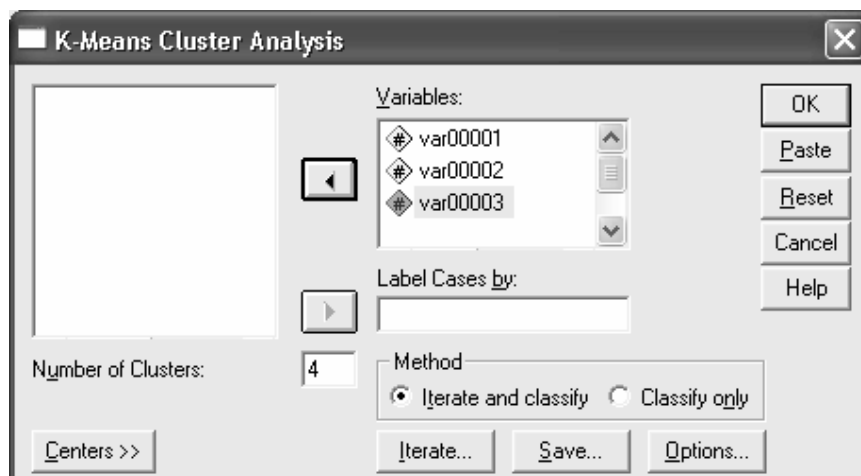 K-Means Cluster Analysis
Variables:
# var00001
# var00002
# var00003
Label Cases by:
Number of Clusters:
4
Method
Iterate and classify
Classify only
Centers >>
Iterate...
Save...
Options...
OK
Paste
Reset
Cancel
Help